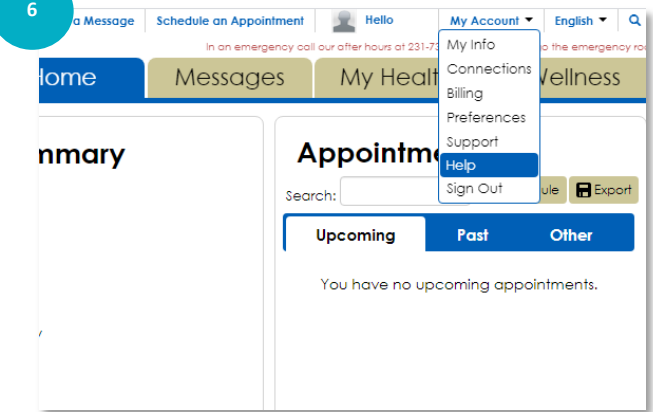 6
a Message Schedule an Appointment Hello My Account English
In an emergency call our after hours at 231-73 o the emergency roo
Home Messages My Healt Wellness
My Info
Connections
Billing
Preferences
Support
Help
Sign Out
mmary
Appointme
Search: ule Export
Upcoming Past Other
You have no upcoming appointments.
y